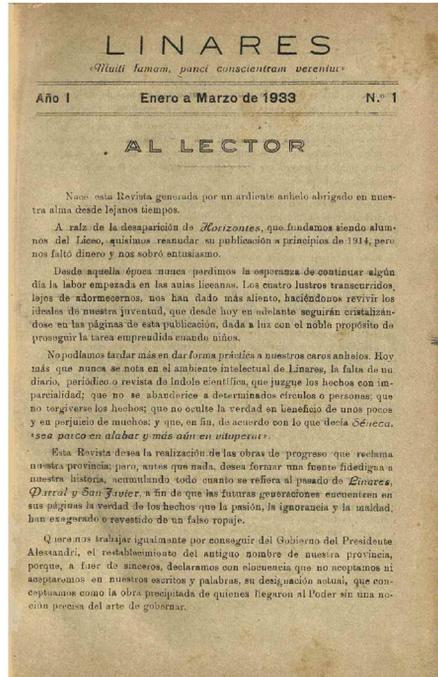 LINARES
«Muiti famam, panci conscientram verentur»
Año I Enero a Marzo de 1933 N.º 1
AL LECTOR
Nace esta Revista generada por un ardiente anhelo abrigado en nues-
tra alma desde lejanos tiempos.
A raíz de la desaparición de Horizontes, que fundamos siendo alum-
nos del Liceo, quisimos reanudar su publicación a principios de 1914, pero
nos faltó dinero y nos sobró entusiasmo.
Desde aquella época nunca perdimos la esperanza de continuar algún
día la labor empezada en las aulas liceanas. Los cuatro lustros transcurridos,
lejos de adormecernos, nos han dado más aliento, haciéndonos revivir los
ideales de nuestra juventud, que desde hoy en adelante seguirán cristalizán-
dose en las páginas de esta publicación, dada a luz con el noble propósito de
proseguir la tarea emprendida cuando niños.
No podíamos tardar más en dar forma práctica a nuestros caros anhelos. Hoy
más que nunca se nota en el ambiente intelectual de Linares, la falta de un
diario, periódico o revista de índole científica, que juzgue los hechos con im-
parcialidad; que no se abanderice a determinados círculos o personas; que
no tergiverse los hechos; que no oculte la verdad en beneficio de unos pocos
y en perjuicio de muchos; y que, en fin, de acuerdo con lo que decía Séneca,
«sea parco en alabar y más aún en vituperar».
Esta Revista desea la realización de las obras de progreso que reclama
nuestra provincia; pero, antes que nada, desea formar una fuente fidedigna a
nuestra historia, acumulando todo cuanto se refiera al pasado de Linares,
Parral y San Javier, a fin de que las futuras generaciones encuentren en
sus páginas la verdad de los hechos que la pasión, la ignorancia y la maldad,
han exagerado o revestido de un falso ropaje.
Queremos trabajar igualmente por conseguir del Gobierno del Presidente
Alessandri, el restablecimiento del antiguo nombre de nuestra provincia,
porque, a fuer de sinceros, declaramos con elocuencia que no aceptamos ni
aceptaremos en nuestros escritos y palabras, su designación actual, que con-
ceptuamos como la obra precipitada de quienes llegaron al Poder sin una no-
ción precisa del arte de gobernar.